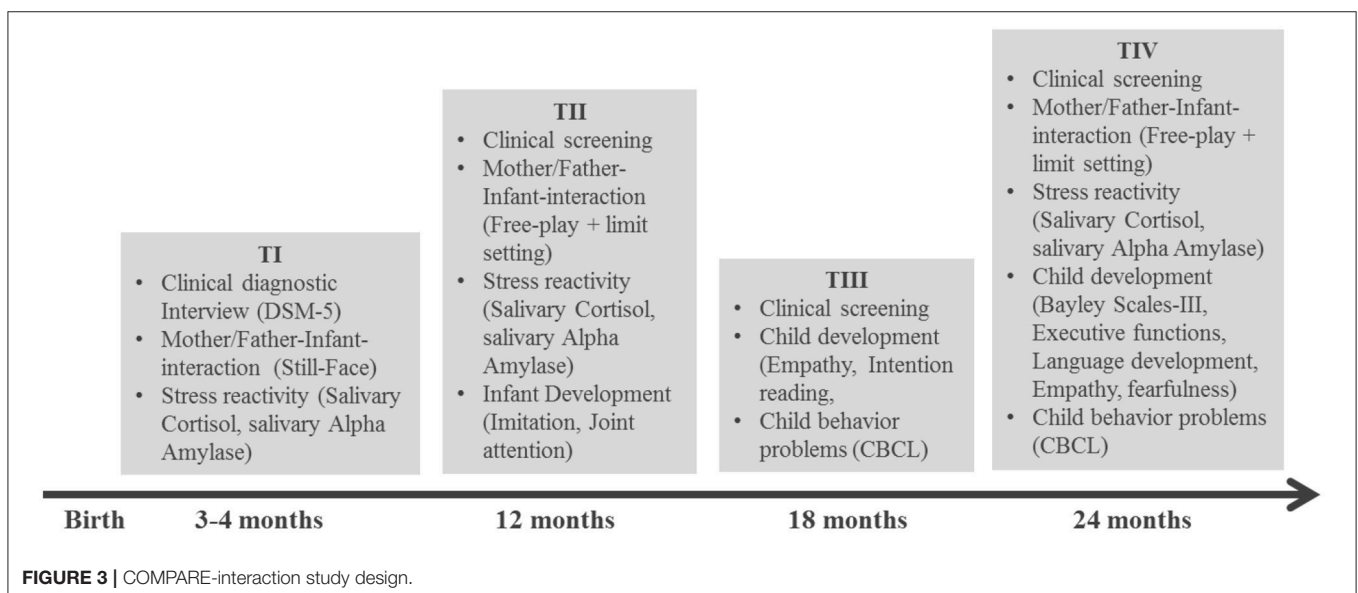 TI
• Clinical diagnostic
Interview (DSM-5)
• Mother/Father-Infant-
interaction (Still-Face)
• Stress reactivity (Salivary
Cortisol, salivary Alpha
Amylase)
TII
• Clinical screening
• Mother/Father-
Infant-interaction
(Free-play + limit
setting)
• Stress reactivity
(Salivary Cortisol,
salivary Alpha
Amylase)
• Infant Development
(Imitation, Joint
attention)
TIII
• Clinical screening
• Child development
(Empathy, Intention
reading,
• Child behavior
problems (CBCL)
TIV
• Clinical screening
• Mother/Father-Infant-
interaction (Free-play +
limit setting)
• Stress reactivity
(Salivary Cortisol,
salivary Alpha Amylase)
• Child development
(Bayley Scales-III,
Executive functions,
Language development,
Empathy, fearfulness)
• Child behavior problems
(CBCL)
Birth 3-4 months 12 months 18 months 24 months
FIGURE 3 | COMPARE-interaction study design.